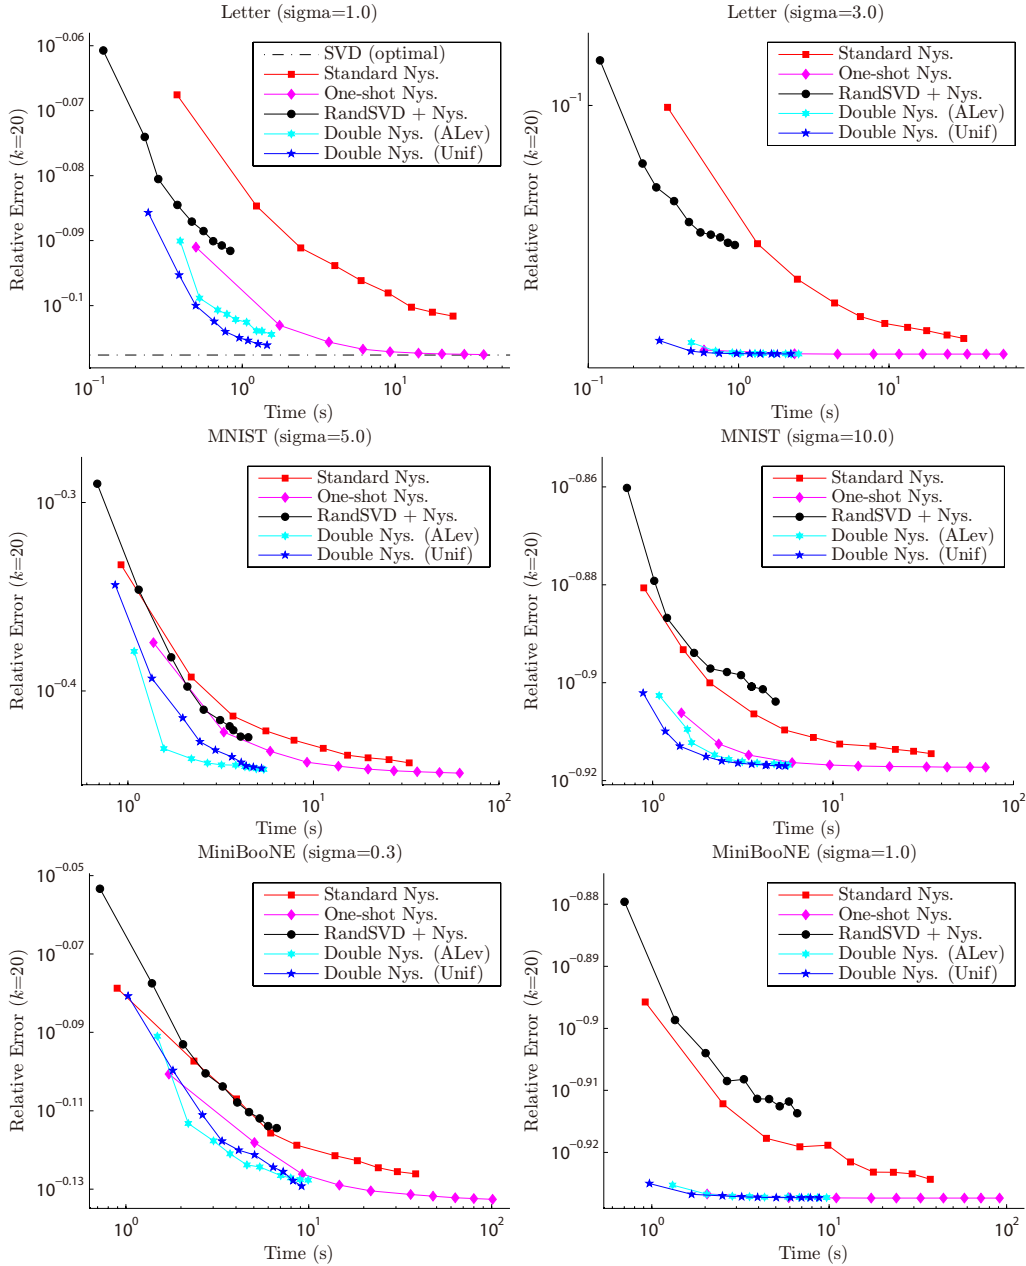 Letter (sigma=1.0)
10^−0.06
10^−0.07
10^−0.08
10^−0.09
10^−0.1
Relative Error (k=20)
SVD (optimal)
Standard Nys.
One-shot Nys.
RandSVD + Nys.
Double Nys. (ALev)
Double Nys. (Unif)
10^−1 10^0 10^1 10^2
Time (s)
Letter (sigma=3.0)
10^−1
Relative Error (k=20)
Standard Nys.
One-shot Nys.
RandSVD + Nys.
Double Nys. (ALev)
Double Nys. (Unif)
10^−1 10^0 10^1 10^2
Time (s)
MNIST (sigma=5.0)
10^−0.3
10^−0.4
Relative Error (k=20)
Standard Nys.
One-shot Nys.
RandSVD + Nys.
Double Nys. (ALev)
Double Nys. (Unif)
10^0 10^1 10^2
Time (s)
MNIST (sigma=10.0)
10^−0.86
10^−0.88
10^−0.9
10^−0.92
Relative Error (k=20)
Standard Nys.
One-shot Nys.
RandSVD + Nys.
Double Nys. (ALev)
Double Nys. (Unif)
10^0 10^1 10^2
Time (s)
MiniBooNE (sigma=0.3)
10^−0.05
10^−0.07
10^−0.09
10^−0.11
10^−0.13
Relative Error (k=20)
Standard Nys.
One-shot Nys.
RandSVD + Nys.
Double Nys. (ALev)
Double Nys. (Unif)
10^0 10^1 10^2
Time (s)
MiniBooNE (sigma=1.0)
10^−0.88
10^−0.89
10^−0.9
10^−0.91
10^−0.92
Relative Error (k=20)
Standard Nys.
One-shot Nys.
RandSVD + Nys.
Double Nys. (ALev)
Double Nys. (Unif)
10^0 10^1 10^2
Time (s)